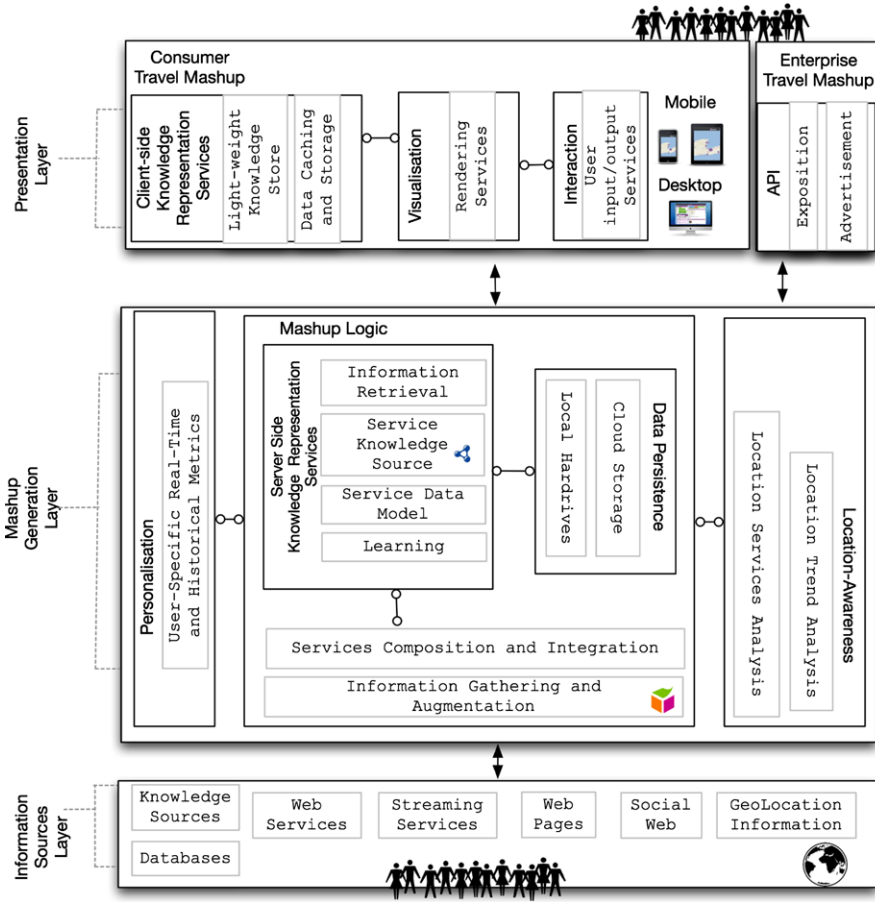 Presentation
Layer
Consumer
Travel Mashup
Client-side
Knowledge
Representation
Services
Light-weight
Knowledge
Store
Data Caching
and Storage
Visualisation
Rendering
Services
Interaction
User
input/output
Services
Mobile
Desktop
Enterprise
Travel Mashup
API
Exposition
Advertisement
Mashup
Generation
Layer
Personalisation
User-Specific Real-Time
and Historical Metrics
Mashup Logic
Server Side
Knowledge Representation
Services
Information
Retrieval
Service
Knowledge
Source
Service Data
Model
Learning
Local Hardrives
Cloud Storage
Data Persistence
Services Composition and Integration
Information Gathering and
Augmentation
Location Services Analysis
Location Trend Analysis
Location-Awareness
Information
Sources
Layer
Knowledge
Sources
Databases
Web
Services
Streaming
Services
Web
Pages
Social
Web
GeoLocation
Information